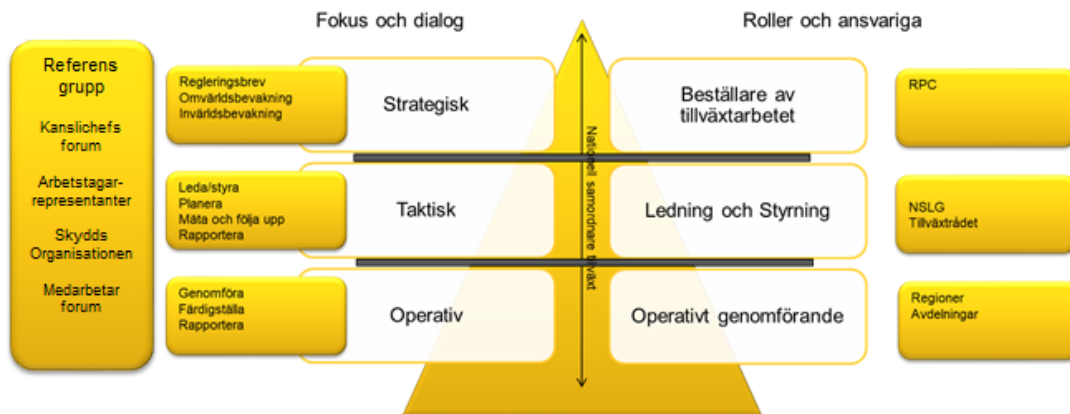 Fokus och dialog
Roller och ansvariga
Referens
grupp
Kanslichefs
forum
Arbetstagar-
representanter
Skydds
Organisationen
Medarbetar
forum
Regleringsbrev
Omvärldsbevakning
Invärldsbevakning
Strategisk
Beställare av
tillväxtarbetet
RPC
Leda/styra
Planera
Mäta och följa upp
Rapportera
Taktisk
Ledning och Styrning
NSLG
Tillväxtrådet
Genomföra
Färdigställa
Rapportera
Operativ
Operativt genomförande
Regioner
Avdelningar
Nationell samordnare tillväxt